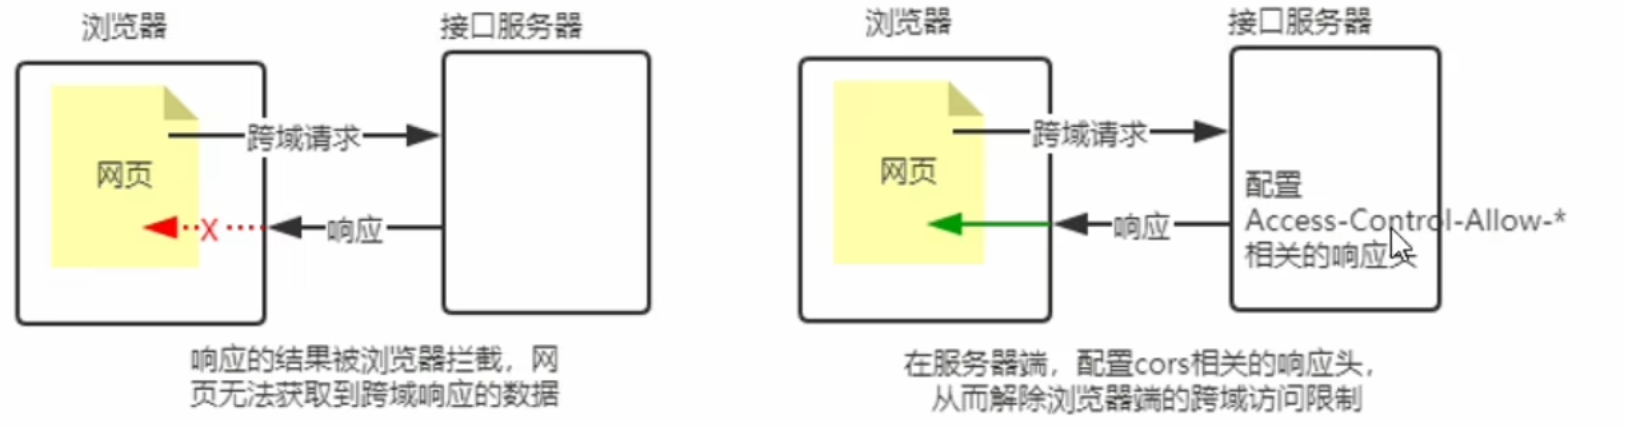 浏览器
接口服务器
跨域请求
网页
X
响应
响应的结果被浏览器拦截，网
页无法获取到跨域响应的数据
浏览器
接口服务器
跨域请求
网页
响应
配置
Access-Control-Allow-*
相关的响应头
在服务器端，配置cors相关的响应头，
从而解除浏览器端的跨域访问限制